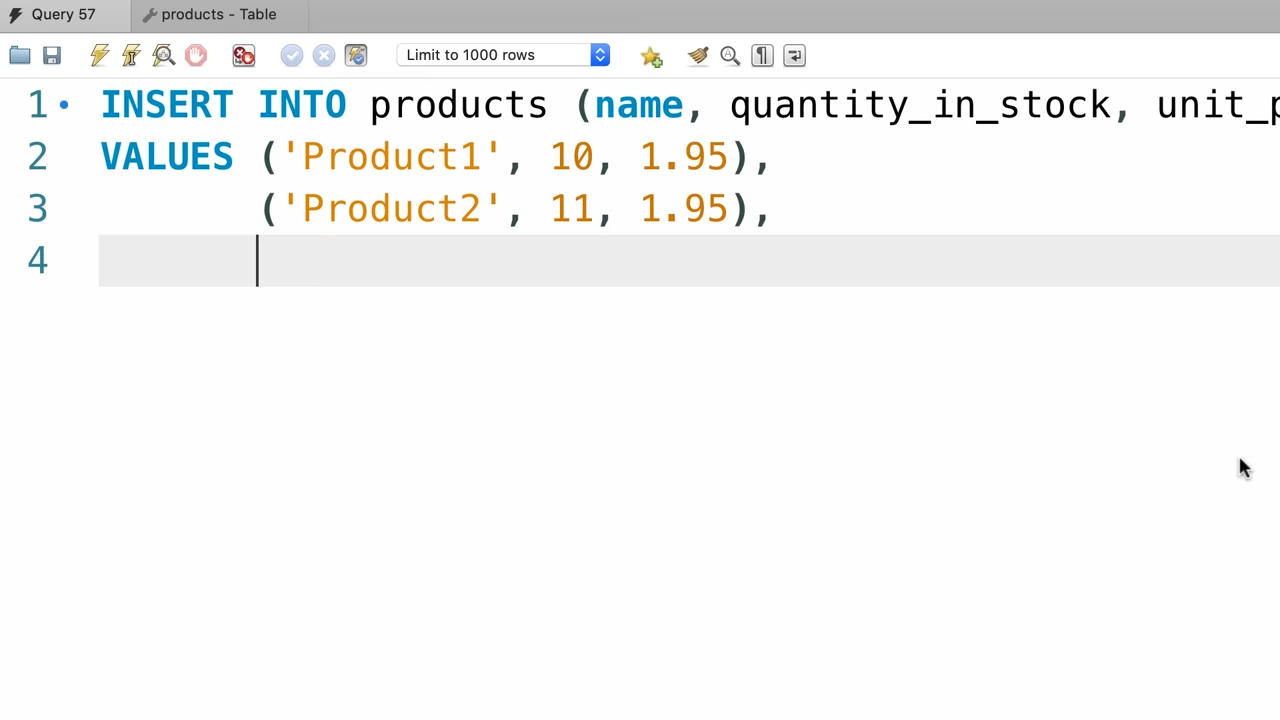 Query 57
products - Table
Limit to 1000 rows
1 INSERT INTO products (name, quantity_in_stock, unit_p
2 VALUES ('Product1', 10, 1.95),
3 ('Product2', 11, 1.95),
4